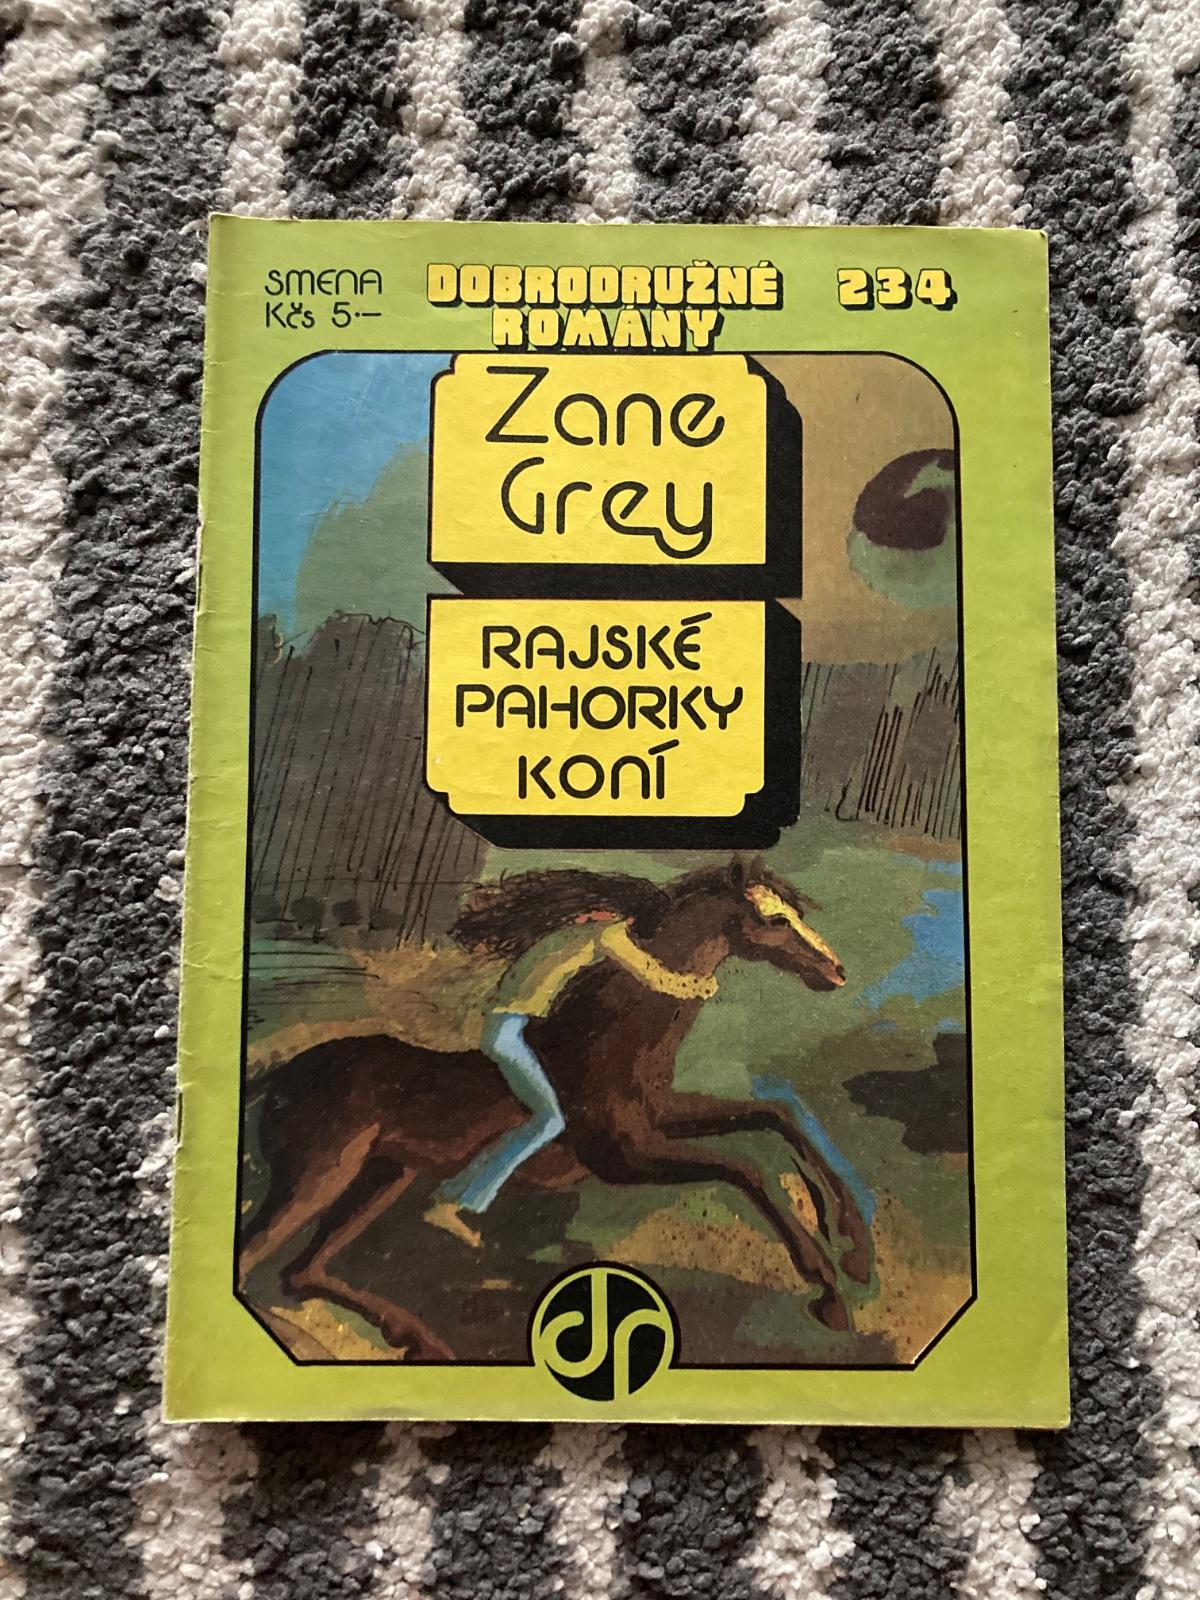 SMENA
Kčs 5·—
DOBRODRUŽNÉ
ROMÁNY
234
Zane
Grey
RAJSKÉ
PAHORKY
KONÍ
dr